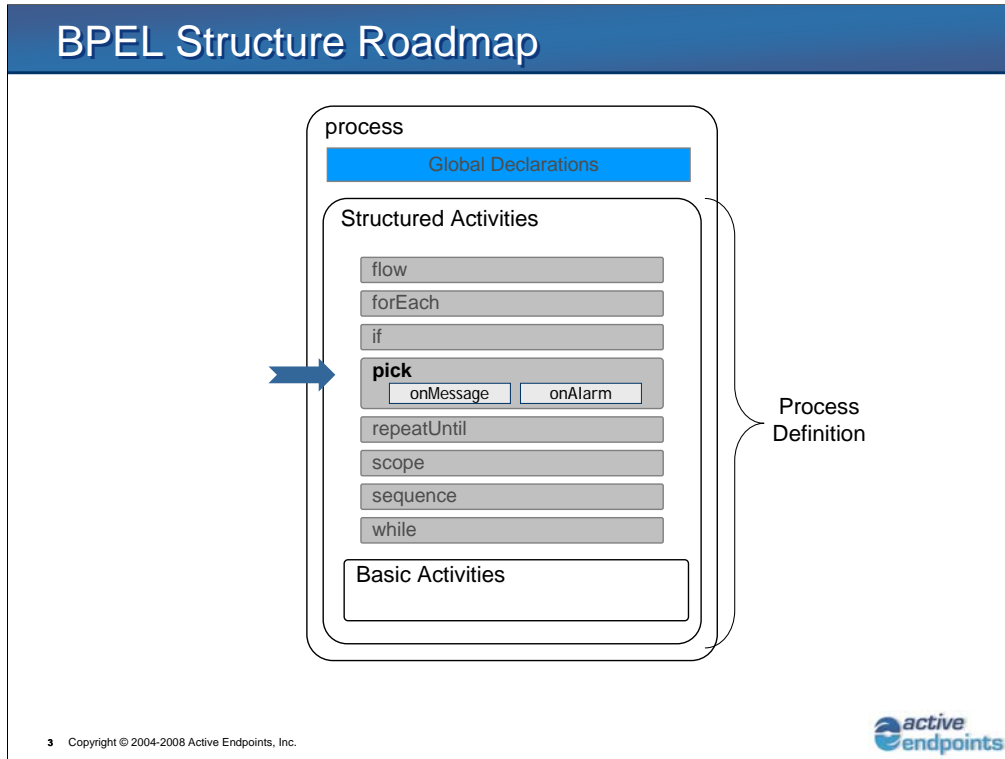 BPEL Structure Roadmap
process
Global Declarations
Structured Activities
flow
forEach
if
pick
onMessage onAlarm
repeatUntil
scope
sequence
while
Basic Activities
Process
Definition
3 Copyright © 2004-2008 Active Endpoints, Inc.
active
endpoints